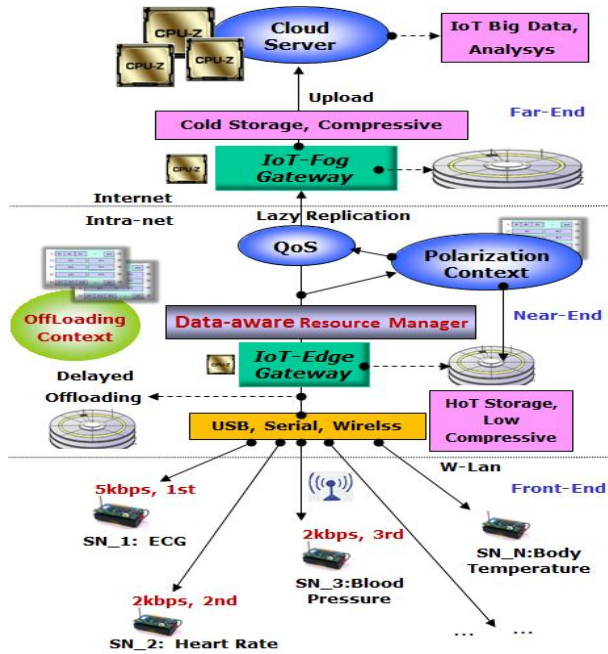 CPU-Z
CPU-Z
CPU-Z
Cloud
Server
IoT Big Data,
Analysys
Upload
Cold Storage, Compressive
Far-End
CPU-Z
IoT-Fog
Gateway
Internet
Intra-net
Lazy Replication
QoS
Polarization
Context
OffLoading
Context
Data-aware Resource Manager
Near-End
CPU-Z
IoT-Edge
Gateway
Delayed
Offloading
HoT Storage,
Low
Compressive
USB, Serial, Wirelss
W-Lan
Front-End
5kbps, 1st
SN_1: ECG
2kbps, 3rd
SN_3:Blood
Pressure
SN_N:Body
Temperature
2kbps, 2nd
SN_2: Heart Rate
... ...